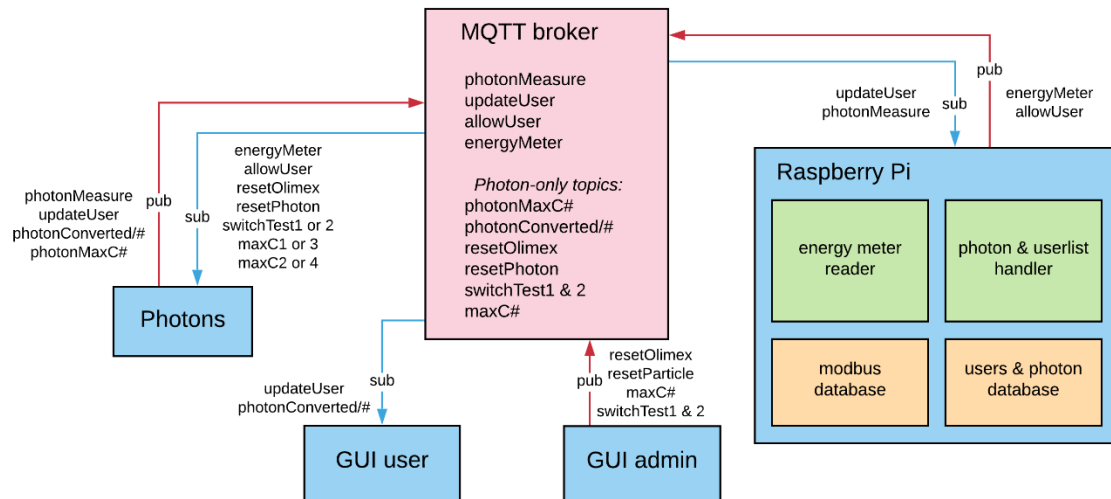 MQTT broker
photonMeasure
updateUser
allowUser
energyMeter
Photon-only topics:
photonMaxC#
photonConverted/#
resetOlimex
resetPhoton
switchTest1 & 2
maxC#
photonMeasure
updateUser
photonConverted/#
photonMaxC#
pub
sub
energyMeter
allowUser
resetOlimex
resetPhoton
switchTest1 or 2
maxC1 or 3
maxC2 or 4
Photons
updateUser
photonConverted/#
sub
GUI user
pub
resetOlimex
resetParticle
maxC#
switchTest1 & 2
GUI admin
updateUser
photonMeasure
sub
pub
energyMeter
allowUser
Raspberry Pi
energy meter
reader
photon & userlist
handler
modbus
database
users & photon
database